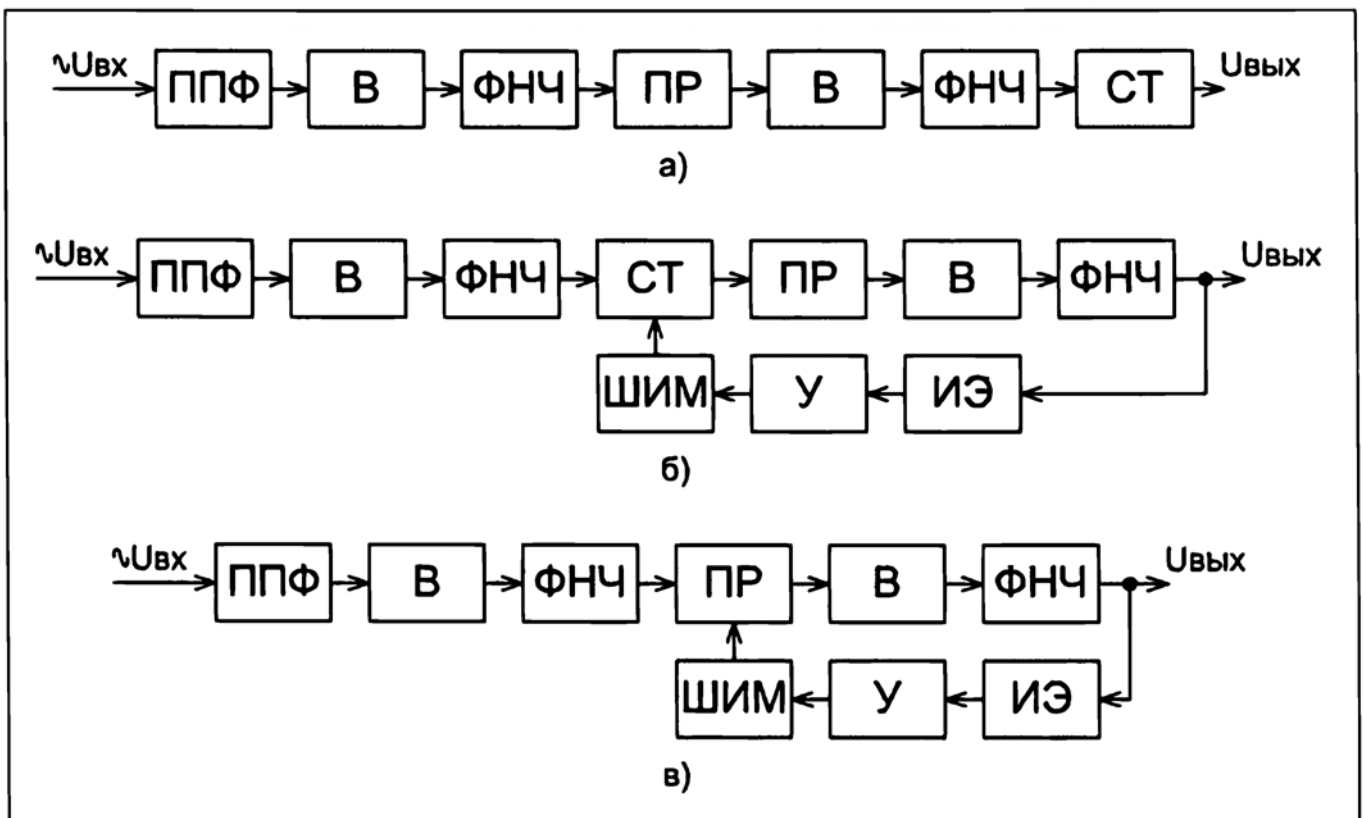 ∿Uвх ППФ В ФНЧ ПР В ФНЧ СТ Uвых
а)
∿Uвх ППФ В ФНЧ СТ ПР В ФНЧ Uвых
ШИМ У ИЭ
б)
∿Uвх ППФ В ФНЧ ПР В ФНЧ Uвых
ШИМ У ИЭ
в)